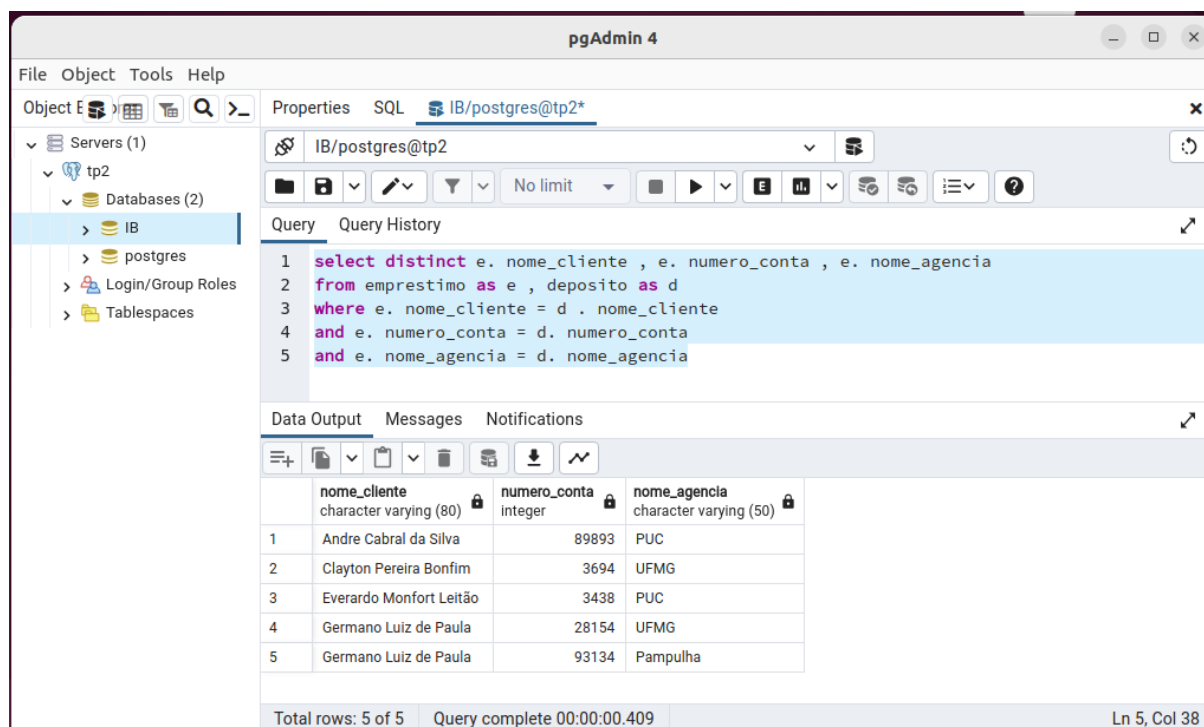 pgAdmin 4
File Object Tools Help
Object E
Properties SQL IB/postgres@tp2*
Servers (1)
tp2
Databases (2)
IB
postgres
Login/Group Roles
Tablespaces
IB/postgres@tp2
No limit
E
Query Query History
1 select distinct e. nome_cliente , e. numero_conta , e. nome_agencia
2 from emprestimo as e , deposito as d
3 where e. nome_cliente = d . nome_cliente
4 and e. numero_conta = d. numero_conta
5 and e. nome_agencia = d. nome_agencia
Data Output Messages Notifications
nome_cliente numero_conta nome_agencia
character varying (80) integer character varying (50)
1 Andre Cabral da Silva 89893 PUC
2 Clayton Pereira Bonfim 3694 UFMG
3 Everardo Monfort Leitão 3438 PUC
4 Germano Luiz de Paula 28154 UFMG
5 Germano Luiz de Paula 93134 Pampulha
Total rows: 5 of 5 Query complete 00:00:00.409 Ln 5, Col 38